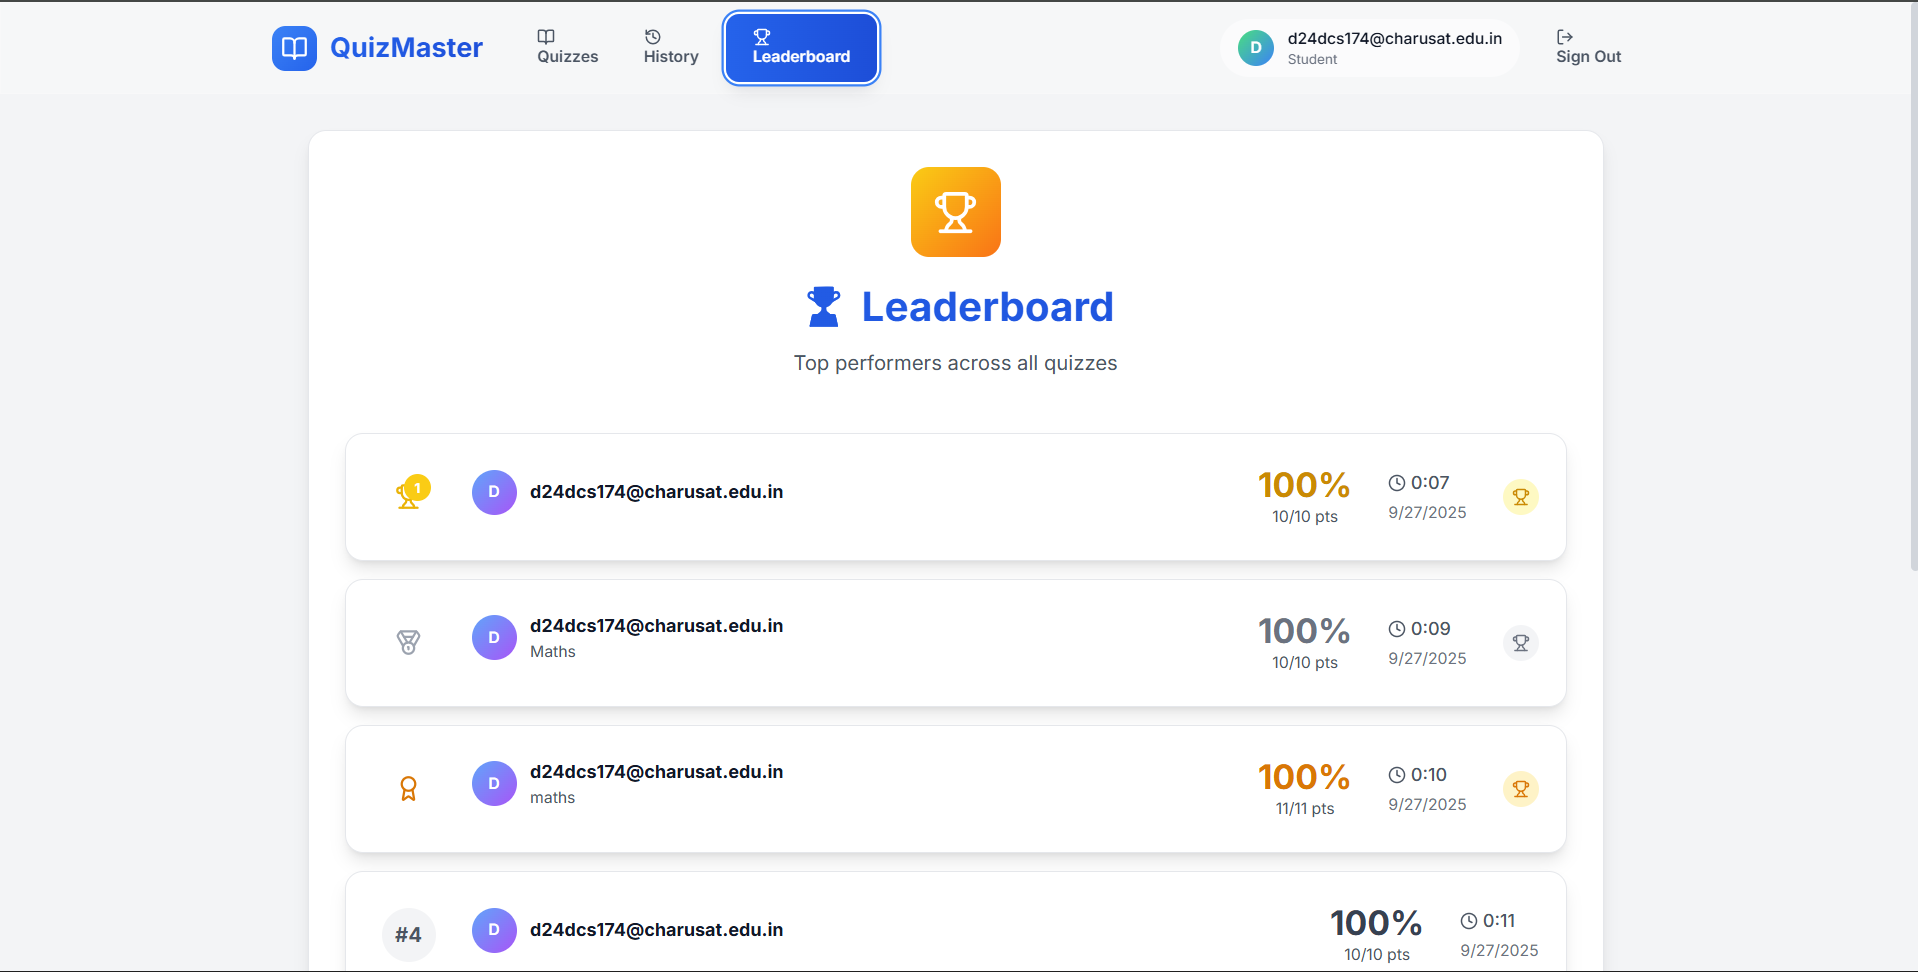 QuizMaster
Quizzes
History
Leaderboard
D
d24dcs174@charusat.edu.in
Student
Sign Out
Leaderboard
Top performers across all quizzes
1
D
d24dcs174@charusat.edu.in
100%
10/10 pts
0:07
9/27/2025
D
d24dcs174@charusat.edu.in
Maths
100%
10/10 pts
0:09
9/27/2025
D
d24dcs174@charusat.edu.in
maths
100%
11/11 pts
0:10
9/27/2025
#4
D
d24dcs174@charusat.edu.in
100%
10/10 pts
0:11
9/27/2025